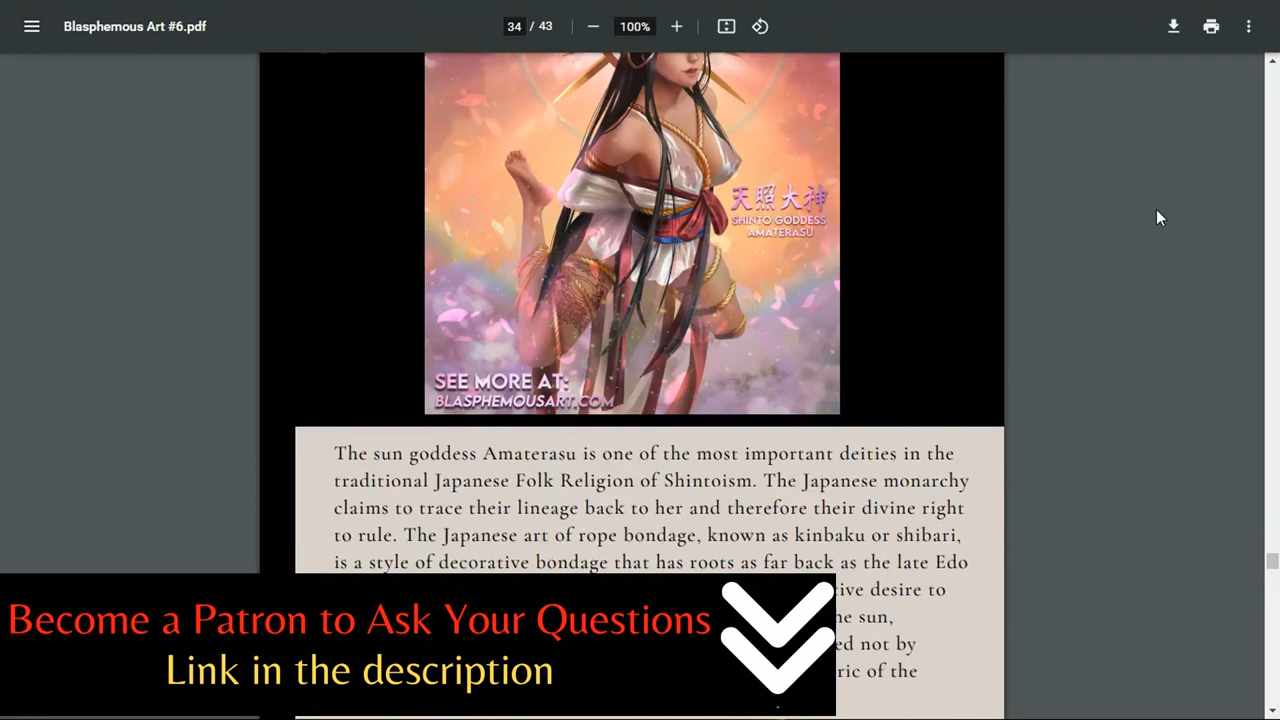 Blasphemous Art #6.pdf
34 / 43
100%
天照大神
SHINTO GODDESS
AMATERASU
SEE MORE AT:
BLASPHEMOUSART.COM
The sun goddess Amaterasu is one of the most important deities in the
traditional Japanese Folk Religion of Shintoism. The Japanese monarchy
claims to trace their lineage back to her and therefore their divine right
to rule. The Japanese art of rope bondage, known as kinbaku or shibari,
is a style of decorative bondage that has roots as far back as the late Edo
desire to
sun,
not by
of the
Become a Patron to Ask Your Questions
Link in the description